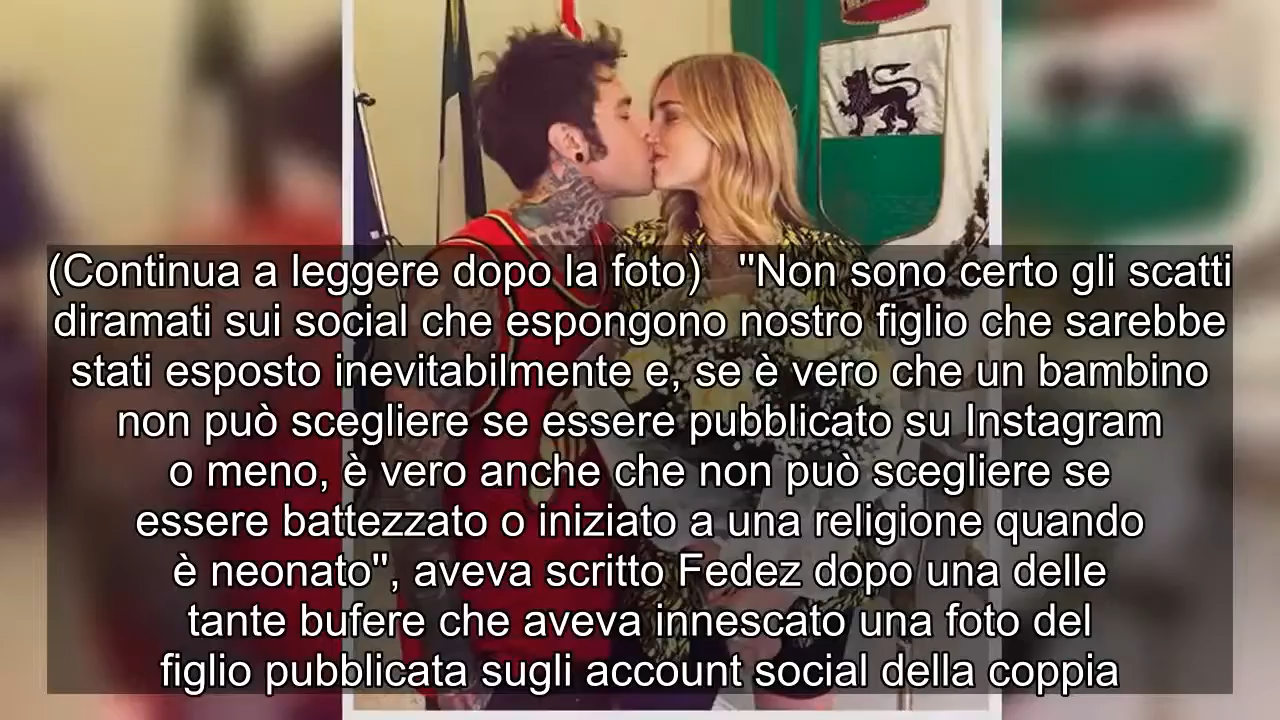 (Continua a leggere dopo la foto)   "Non sono certo gli scatti
diramati sui social che espongono nostro figlio che sarebbe
stati esposto inevitabilmente e, se è vero che un bambino
non può scegliere se essere pubblicato su Instagram
o meno, è vero anche che non può scegliere se
essere battezzato o iniziato a una religione quando
è neonato", aveva scritto Fedez dopo una delle
tante bufere che aveva innescato una foto del
figlio pubblicata sugli account social della coppia